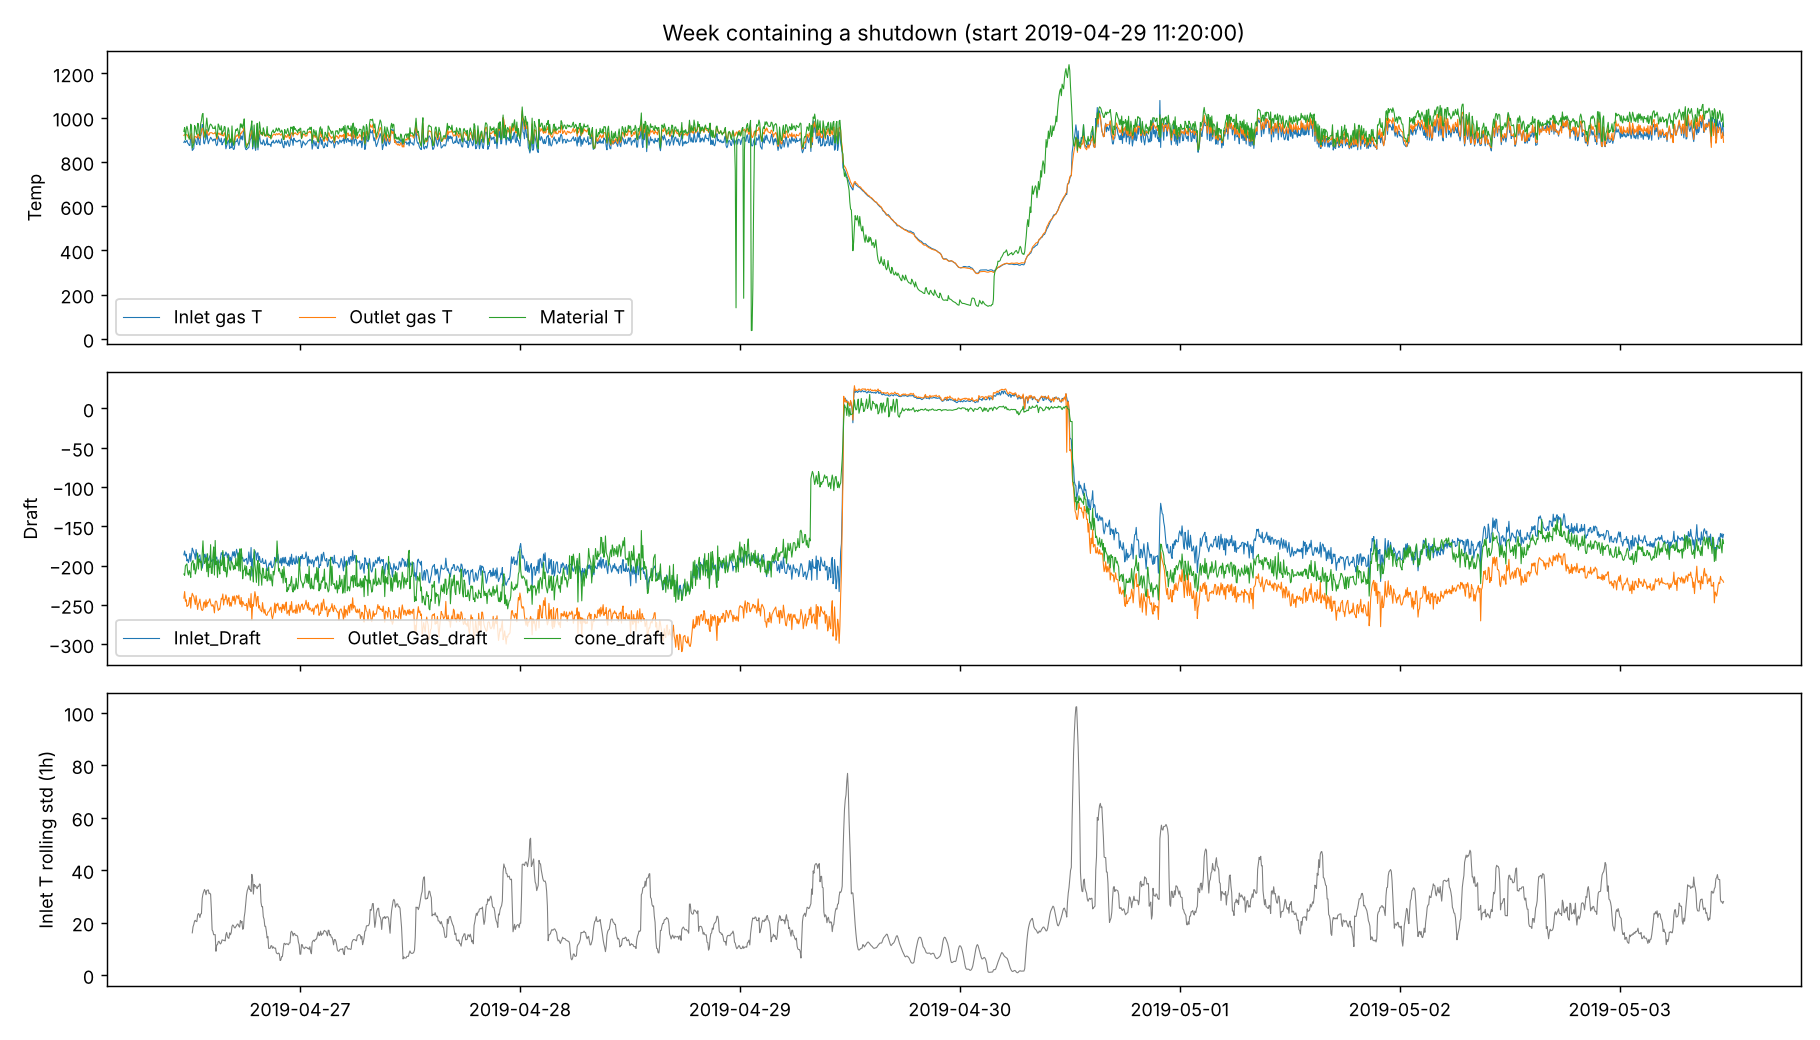 Week containing a shutdown (start 2019-04-29 11:20:00)
Temp
1200
1000
800
600
400
200
0
Inlet gas T Outlet gas T Material T
Draft
0
−50
−100
−150
−200
−250
−300
Inlet_Draft Outlet_Gas_draft cone_draft
Inlet T rolling std (1h)
100
80
60
40
20
0
2019-04-27 2019-04-28 2019-04-29 2019-04-30 2019-05-01 2019-05-02 2019-05-03